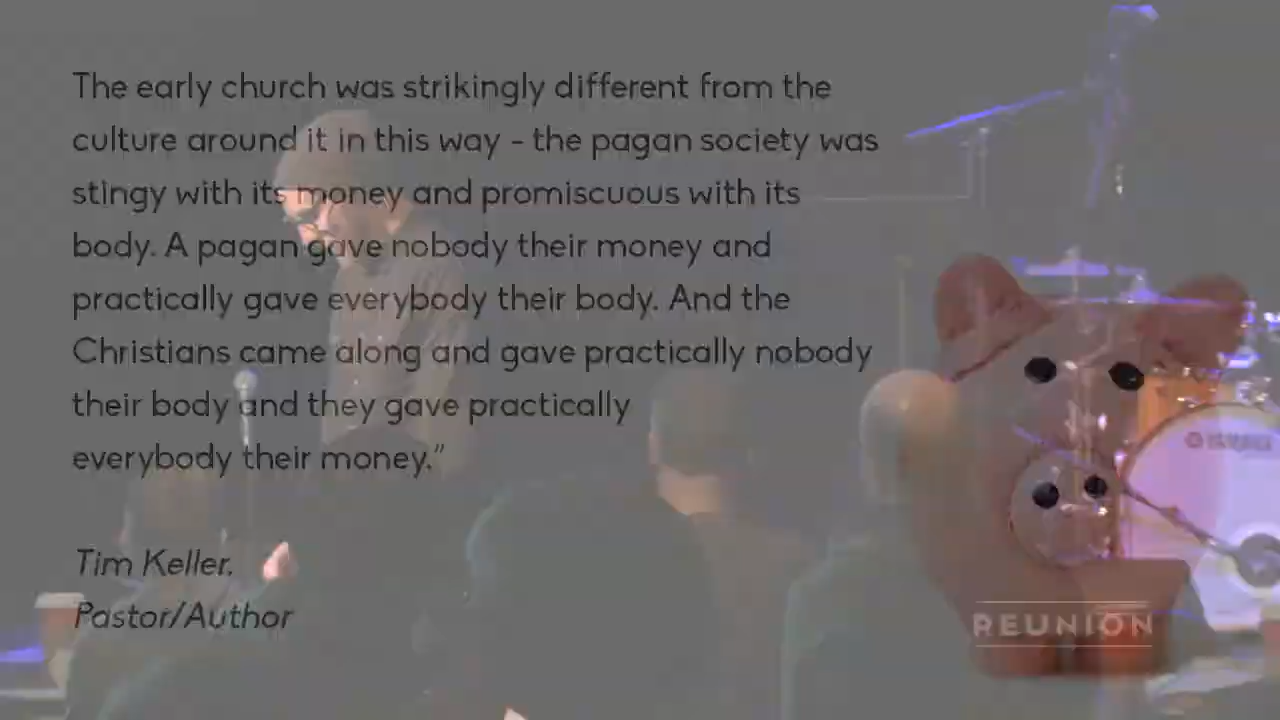 The early church was strikingly different from the
culture around it in this way - the pagan society was
stingy with its money and promiscuous with its
body. A pagan gave nobody their money and
practically gave everybody their body. And the
Christians came along and gave practically nobody
their body and they gave practically
everybody their money.”
Tim Keller.
Pastor/Author
REUNION
YAMAHA